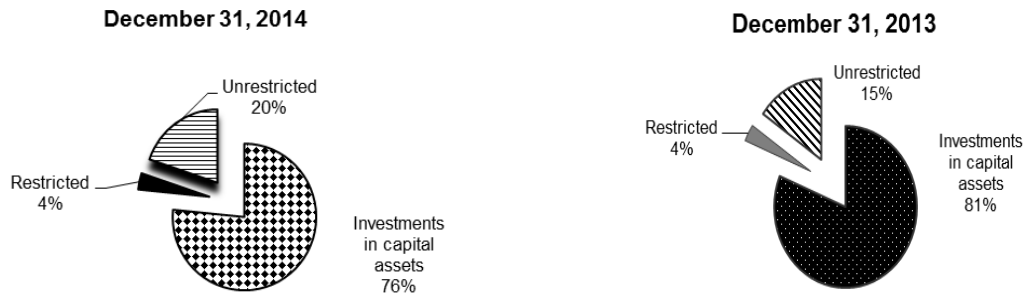 December 31, 2014
Unrestricted
20%
Restricted
4%
Investments
in capital
assets
76%
December 31, 2013
Unrestricted
15%
Restricted
4%
Investments
in capital
assets
81%